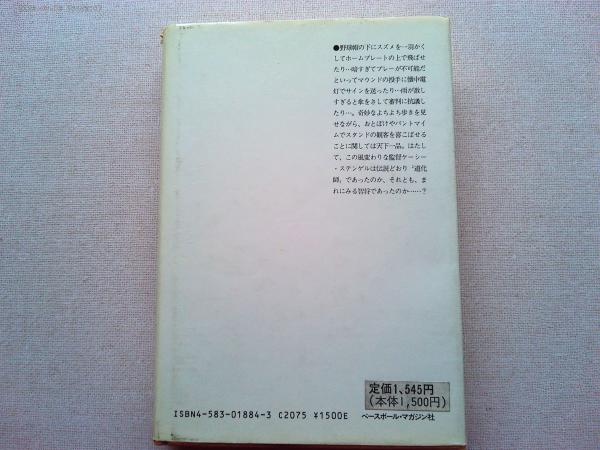 ●野球帽の下にスズメを一羽かく
してホームプレートの上で飛ばせ
たり…暗すぎてプレーが不可能だ
といってマウンドの投手に懐中電
灯でサインを送ったり…雨が激し
すぎると傘をさして審判に抗議し
たり…。奇妙なよちよち歩きを見
せながら、おとぼけやパントマイ
ムでスタンドの観客を喜こばせる
ことに関しては天下一品。はたし
て、この風変わりな監督ケーシー
・ステンゲルは伝説どおり〝道化
師〟であったのか、それとも、ま
れにみる智将であったのか……？
定価1,545円
(本体1,500円)
ISBN4-583-01884-3 C2075 ¥1500E
ベースボール・マガジン社